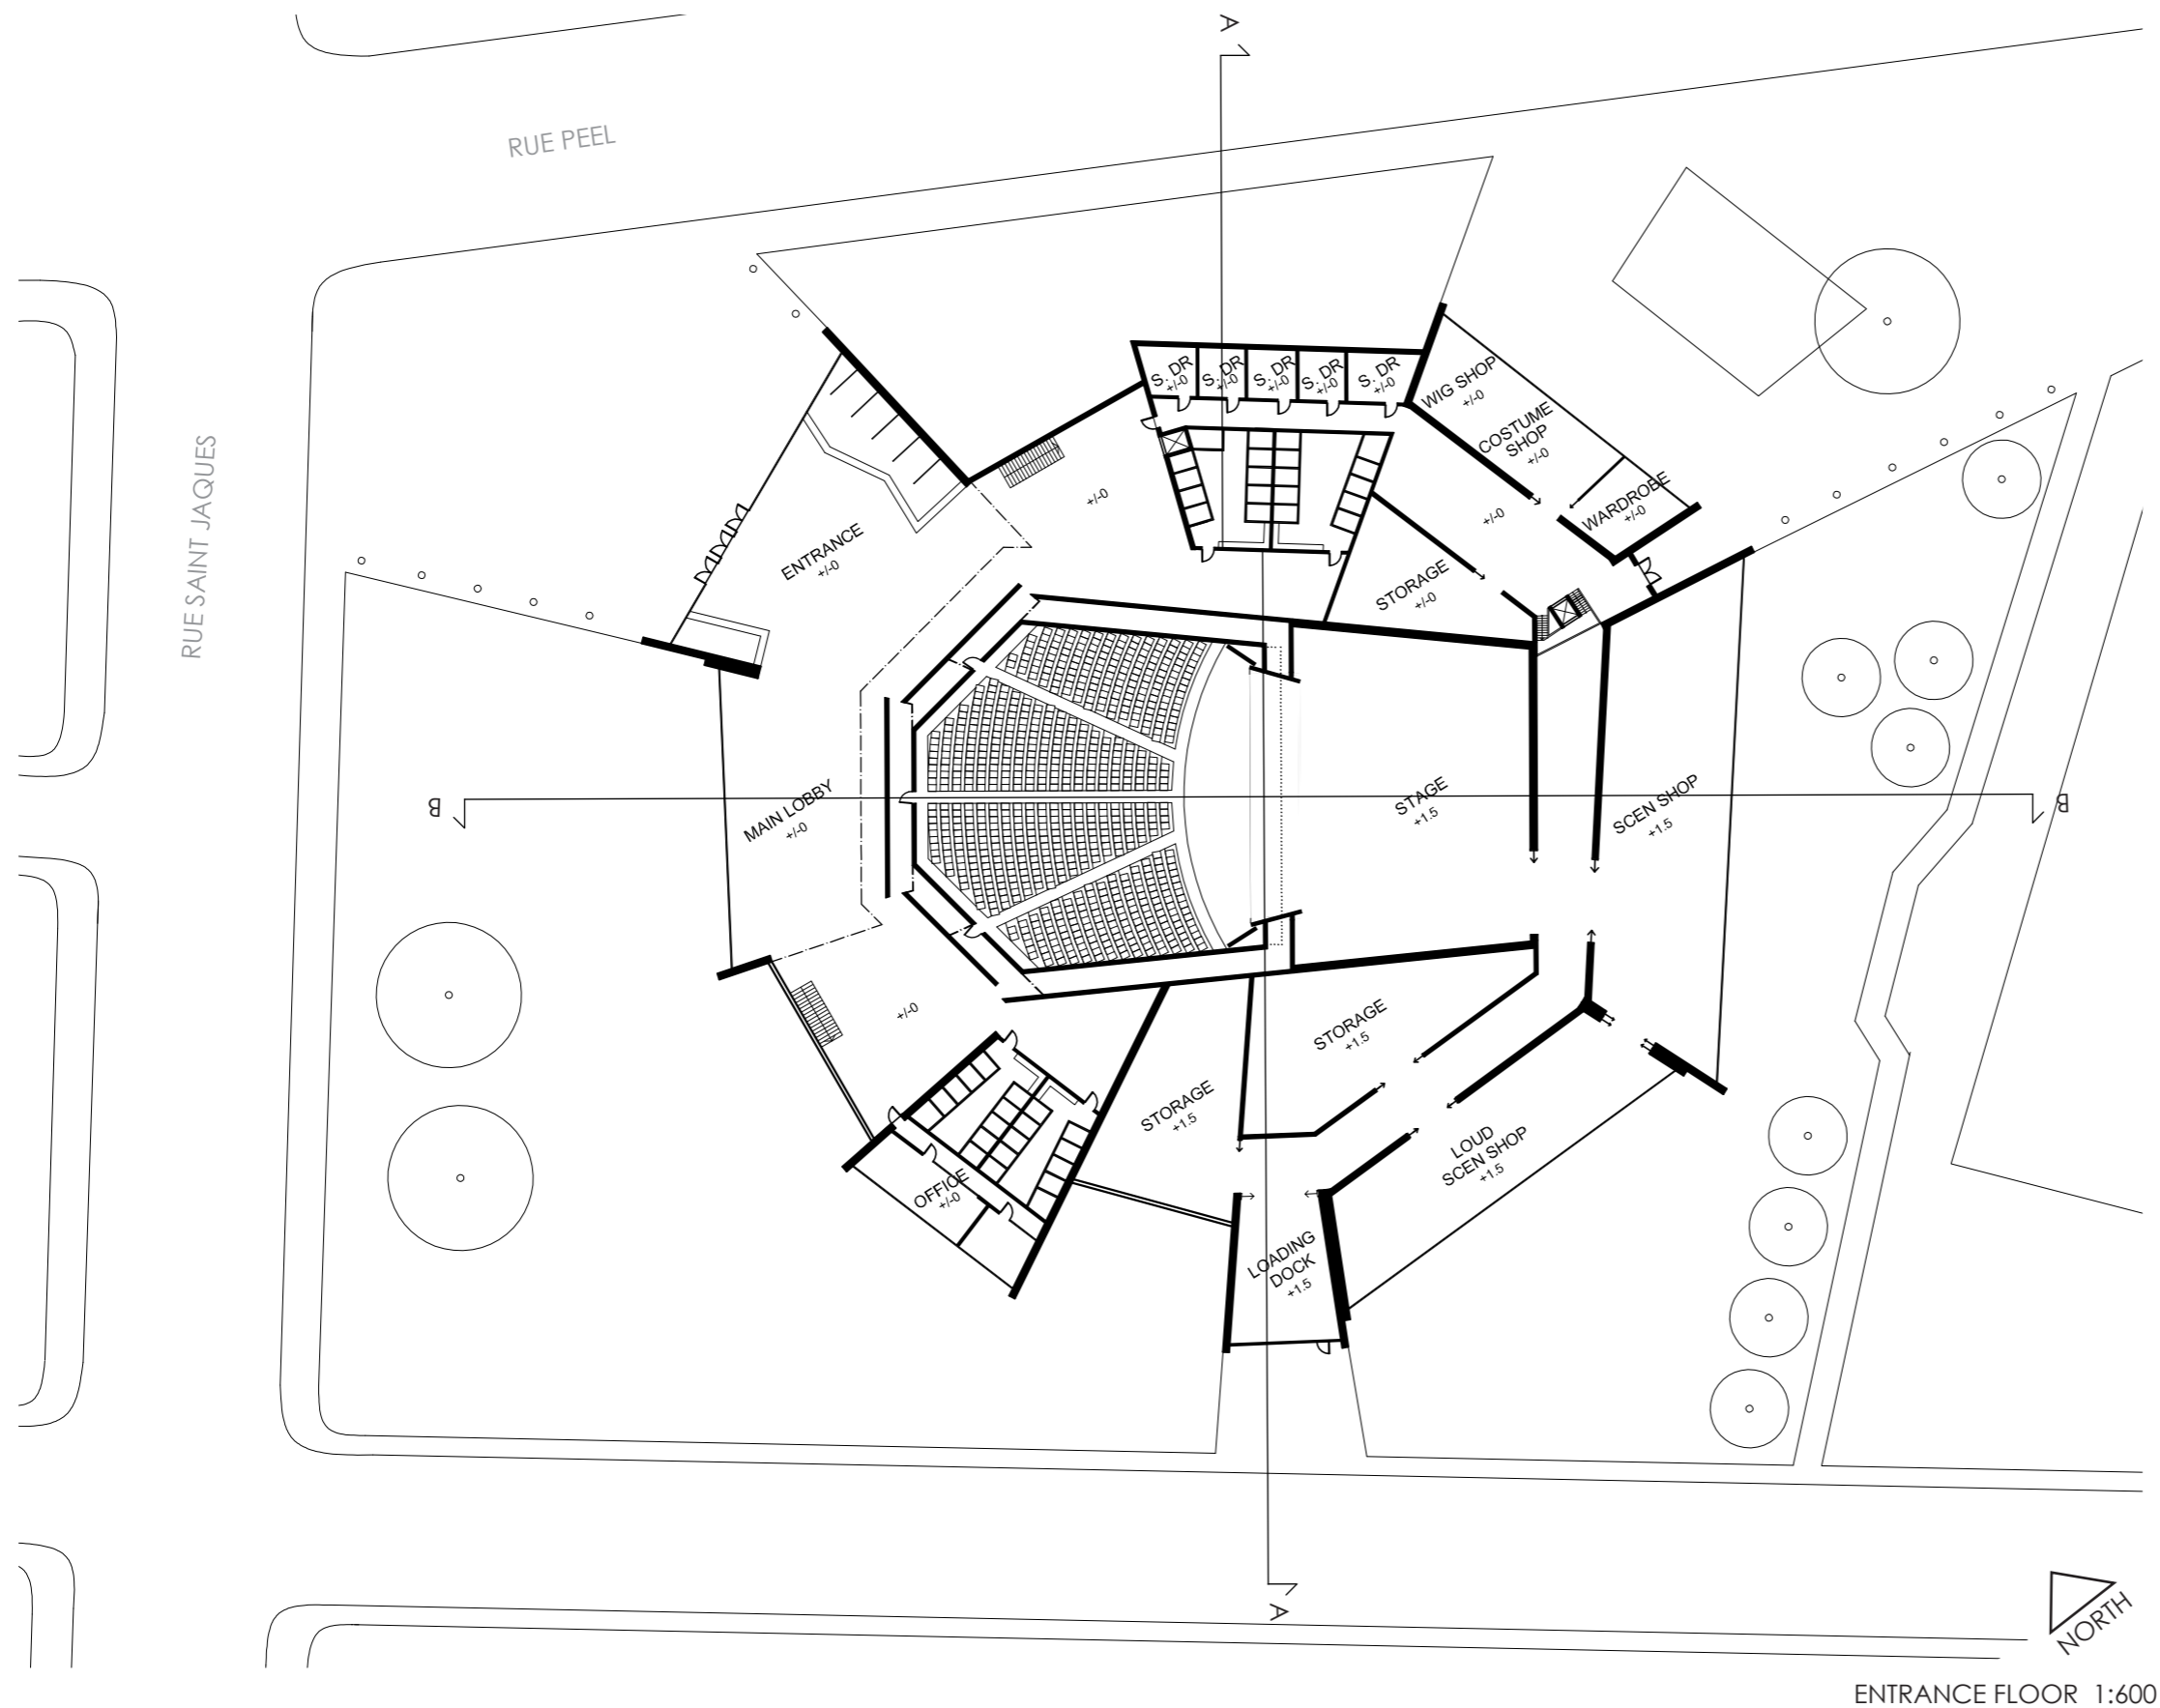 A
RUE PEEL
RUE SAINT JAQUES
S. DR
+/-0
S. DR
+/-0
S. DR
+/-0
S. DR
+/-0
S. DR
+/-0
WIG SHOP
+/-0
COSTUME
SHOP
+/-0
WARDROBE
+/-0
+/-0
+/-0
ENTRANCE
+/-0
STORAGE
+/-0
B
MAIN LOBBY
+/-0
STAGE
+1.5
SCEN SHOP
+1.5
B
+/-0
STORAGE
+1.5
STORAGE
+1.5
LOUD
SCEN SHOP
+1.5
OFFICE
+/-0
LOADING
DOCK
+1.5
A
NORTH
ENTRANCE FLOOR 1:600